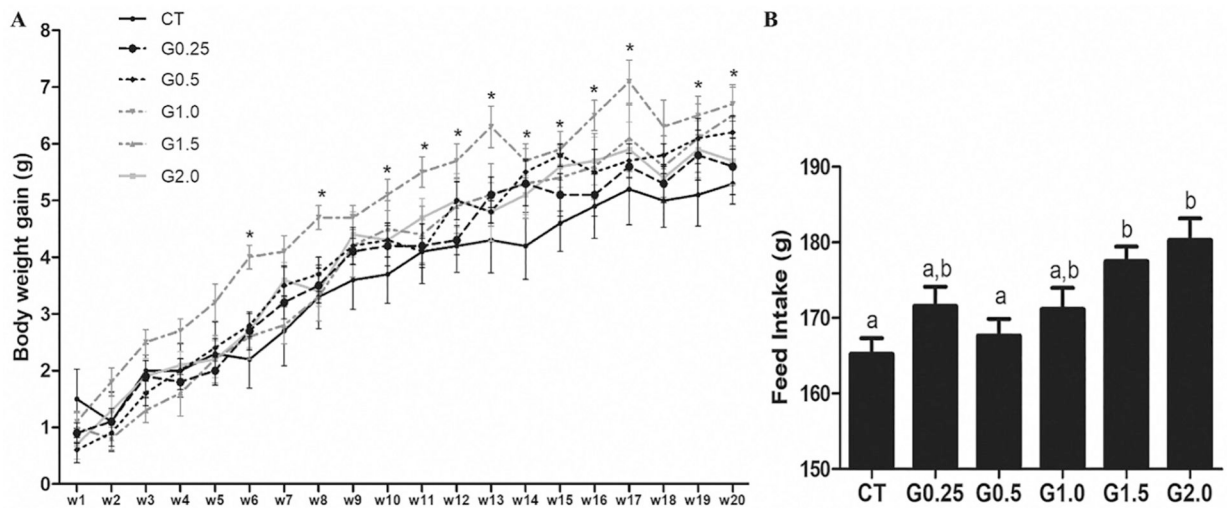 A
CT
G0.25
G0.5
G1.0
G1.5
G2.0
Body weight gain (g)
8
7
6
5
4
3
2
1
0
* * * * * * * * * * * *
w1 w2 w3 w4 w5 w6 w7 w8 w9 w10 w11 w12 w13 w14 w15 w16 w17 w18 w19 w20
B
Feed Intake (g)
190
180
170
160
150
a a,b a a,b b b
CT G0.25 G0.5 G1.0 G1.5 G2.0